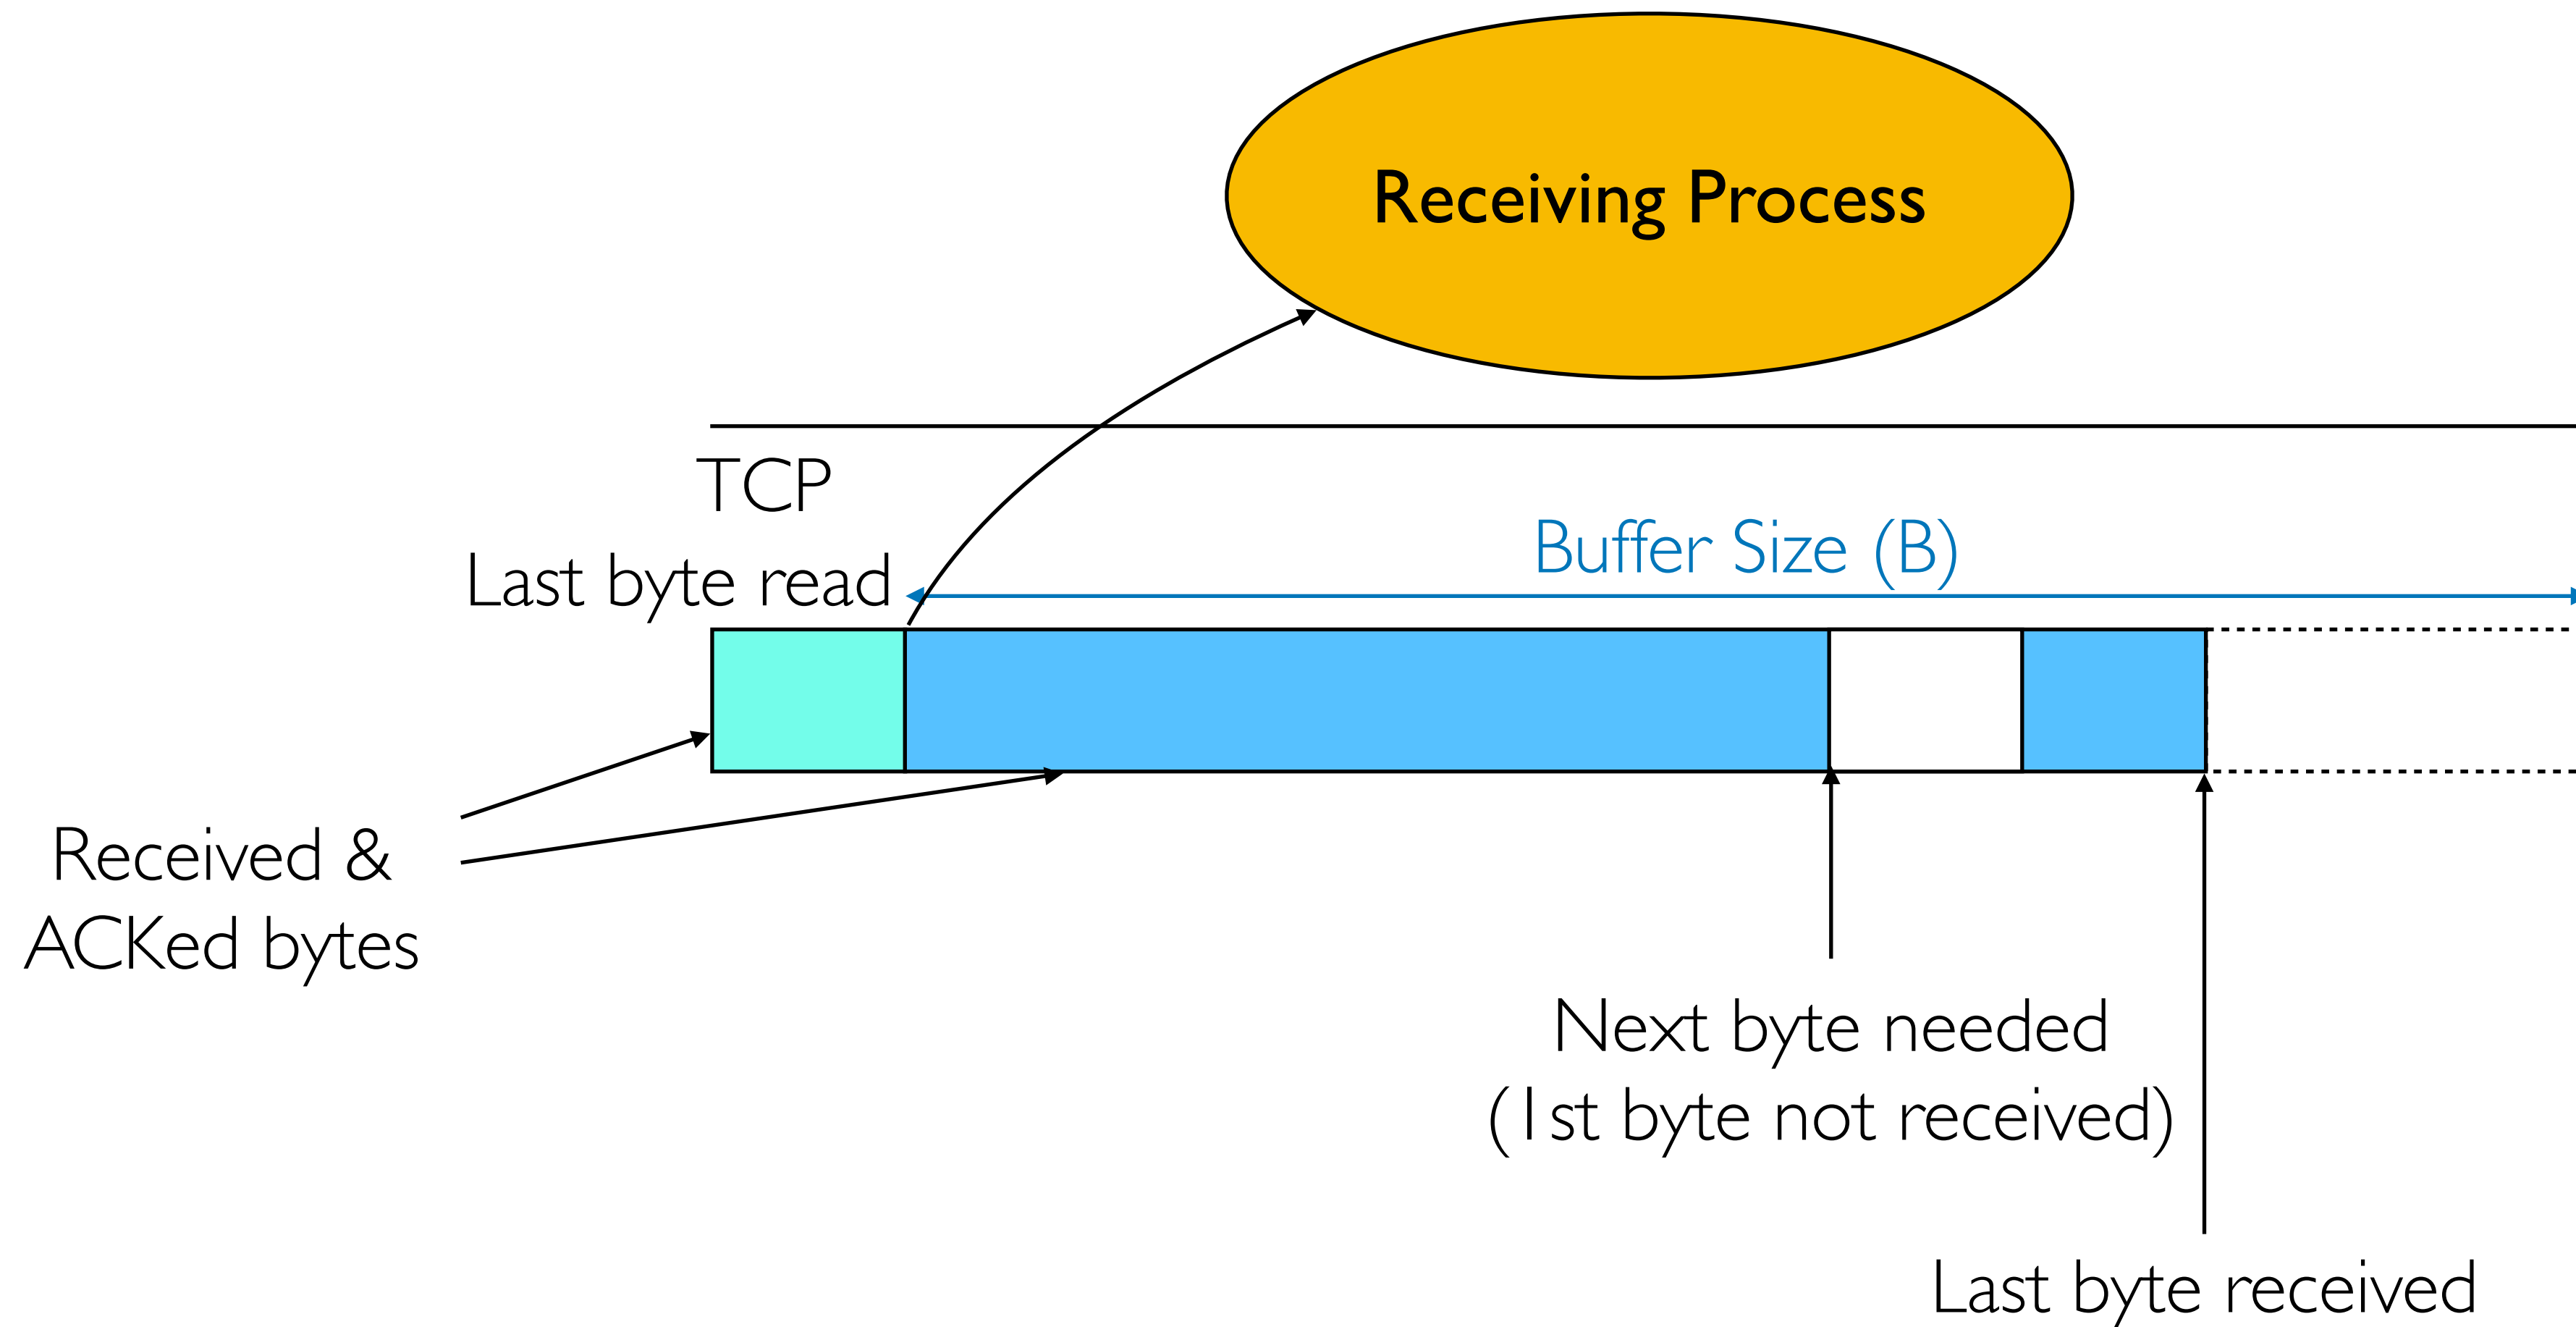 Receiving Process
TCP
Buffer Size (B)
Last byte read
Received &
ACKed bytes
Next byte needed
(1st byte not received)
Last byte received